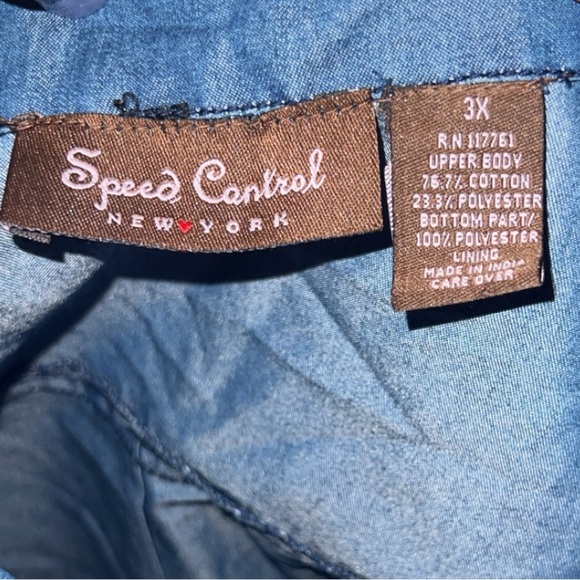 Speed Control
NEW YORK
3X
R.N 117761
UPPER BODY
76.7% COTTON
23.3% POLYESTER
BOTTOM PART/
100% POLYESTER
LINING
MADE IN INDIA
CARE OVER